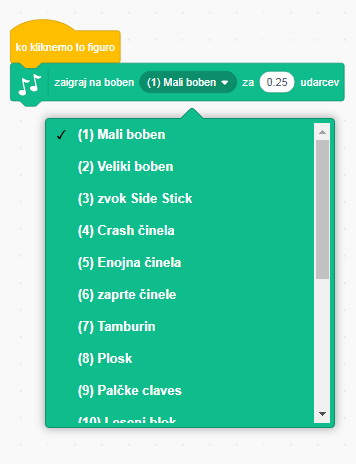 ko kliknemo to figuro
zaigraj na boben (1) Mali boben za 0.25 udarcev
(1) Mali boben
(2) Veliki boben
(3) zvok Side Stick
(4) Crash činela
(5) Enojna činela
(6) zaprte činele
(7) Tamburin
(8) Plosk
(9) Palčke claves
(10) Leseni blok